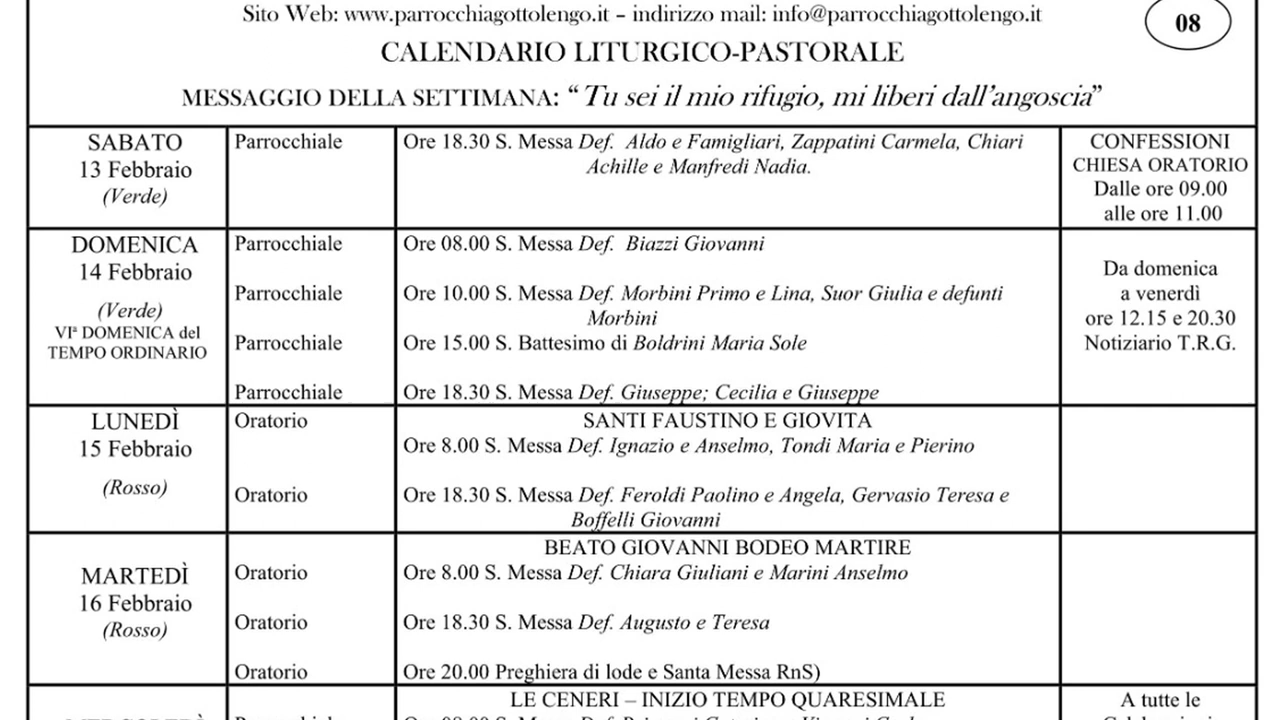 Sito Web: www.parrocchiagottolengo.it – indirizzo mail: info@parrocchiagottolengo.it
08
CALENDARIO LITURGICO-PASTORALE
MESSAGGIO DELLA SETTIMANA: “ Tu sei il mio rifugio, mi liberi dall’angoscia”
SABATO
13 Febbraio
(Verde)
Parrocchiale
Ore 18.30 S. Messa Def. Aldo e Famigliari, Zappatini Carmela, Chiari
Achille e Manfredi Nadia.
CONFESSIONI
CHIESA ORATORIO
Dalle ore 09.00
alle ore 11.00
DOMENICA
14 Febbraio
(Verde)
VIª DOMENICA del
TEMPO ORDINARIO
Parrocchiale
Ore 08.00 S. Messa Def. Biazzi Giovanni
Parrocchiale
Ore 10.00 S. Messa Def. Morbini Primo e Lina, Suor Giulia e defunti
Morbini
Parrocchiale
Ore 15.00 S. Battesimo di Boldrini Maria Sole
Parrocchiale
Ore 18.30 S. Messa Def. Giuseppe; Cecilia e Giuseppe
Da domenica
a venerdì
ore 12.15 e 20.30
Notiziario T.R.G.
LUNEDÌ
15 Febbraio
(Rosso)
Oratorio
SANTI FAUSTINO E GIOVITA
Ore 8.00 S. Messa Def. Ignazio e Anselmo, Tondi Maria e Pierino
Oratorio
Ore 18.30 S. Messa Def. Feroldi Paolino e Angela, Gervasio Teresa e
Boffelli Giovanni
MARTEDÌ
16 Febbraio
(Rosso)
BEATO GIOVANNI BODEO MARTIRE
Oratorio
Ore 8.00 S. Messa Def. Chiara Giuliani e Marini Anselmo
Oratorio
Ore 18.30 S. Messa Def. Augusto e Teresa
Oratorio
Ore 20.00 Preghiera di lode e Santa Messa RnS)
LE CENERI – INIZIO TEMPO QUARESIMALE
A tutte le